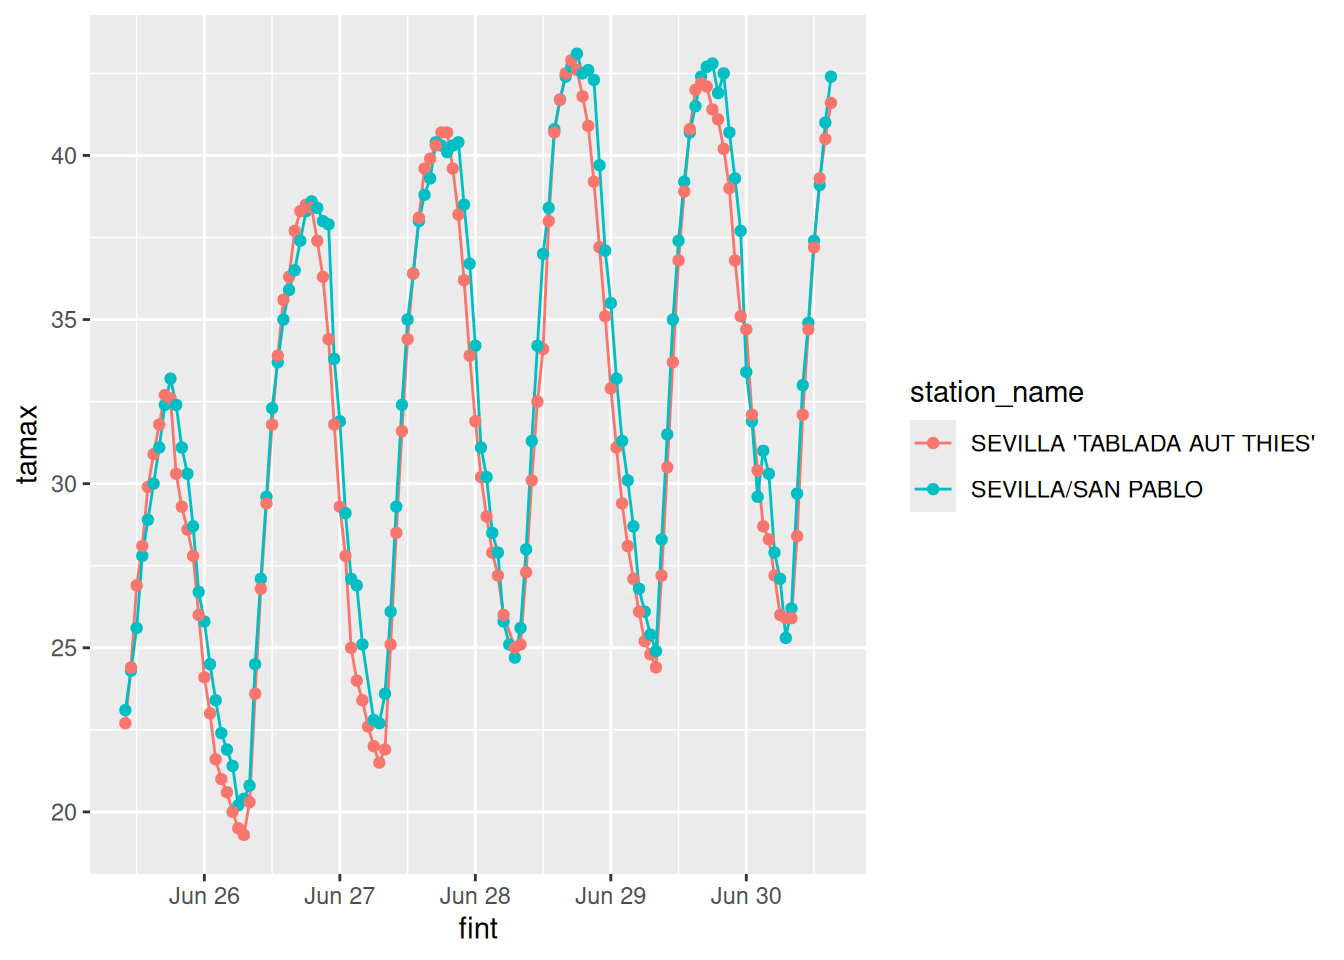 40
35
30
25
20
tamax
Jun 26
Jun 27
Jun 28
Jun 29
Jun 30
fint
station_name
SEVILLA 'TABLADA AUT THIES'
SEVILLA/SAN PABLO